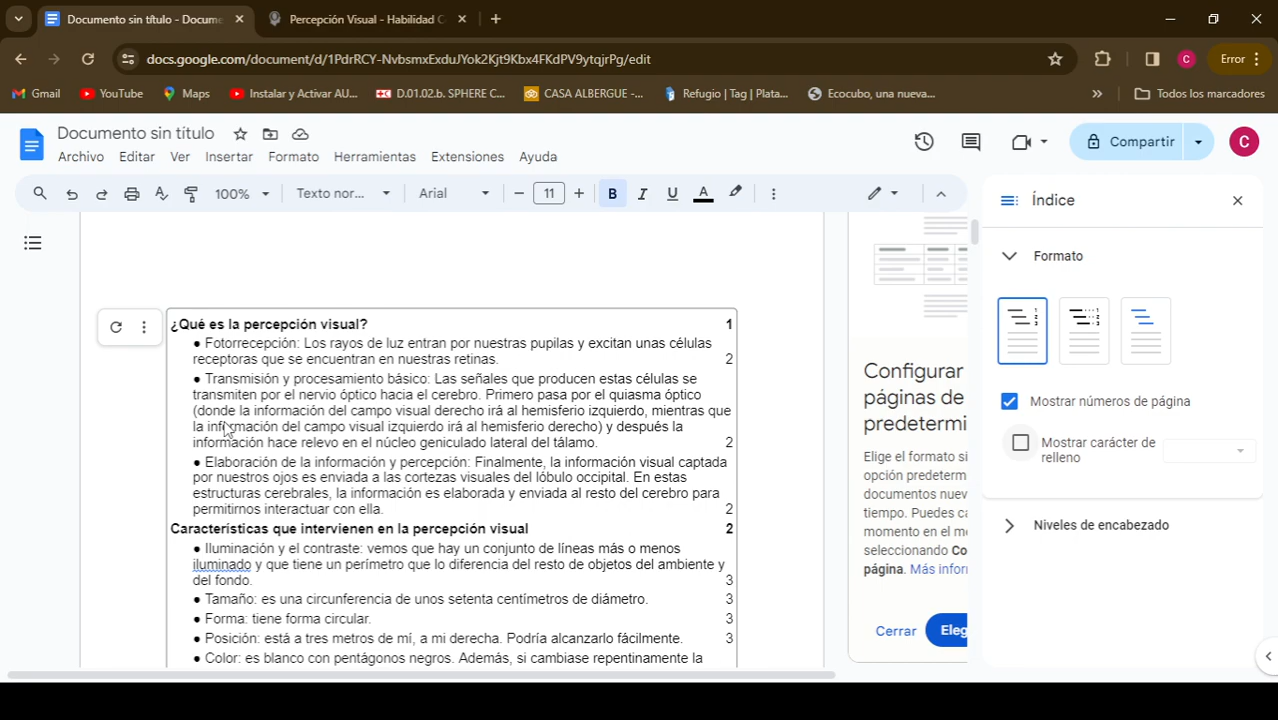 Documento sin título - Docume
Percepción Visual - Habilidad C
docs.google.com/document/d/1PdrRCY-NvbsmxExduJYok2Kjt9Kbx4FKdPV9ytqjrPg/edit
C
Error
Gmail
YouTube
Maps
Instalar y Activar AU...
D.01.02.b. SPHERE C...
CASA ALBERGUE -...
Refugio | Tag | Plata...
Ecocubo, una nueva...
Todos los marcadores
Documento sin título
Archivo Editar Ver Insertar Formato Herramientas Extensiones Ayuda
Compartir
C
100% Texto nor... Arial 11 B I U A
¿Qué es la percepción visual? 1
● Fotorrecepción: Los rayos de luz entran por nuestras pupilas y excitan unas células
receptoras que se encuentran en nuestras retinas. 2
● Transmisión y procesamiento básico: Las señales que producen estas células se
transmiten por el nervio óptico hacia el cerebro. Primero pasa por el quiasma óptico
(donde la información del campo visual derecho irá al hemisferio izquierdo, mientras que
la información del campo visual izquierdo irá al hemisferio derecho) y después la
información hace relevo en el núcleo geniculado lateral del tálamo. 2
● Elaboración de la información y percepción: Finalmente, la información visual captada
por nuestros ojos es enviada a las cortezas visuales del lóbulo occipital. En estas
estructuras cerebrales, la información es elaborada y enviada al resto del cerebro para
permitirnos interactuar con ella. 2
Características que intervienen en la percepción visual 2
● Iluminación y el contraste: vemos que hay un conjunto de líneas más o menos
iluminado y que tiene un perímetro que lo diferencia del resto de objetos del ambiente y
del fondo. 3
● Tamaño: es una circunferencia de unos setenta centímetros de diámetro. 3
● Forma: tiene forma circular. 3
● Posición: está a tres metros de mí, a mi derecha. Podría alcanzarlo fácilmente. 3
● Color: es blanco con pentágonos negros. Además, si cambiase repentinamente la
Configurar
páginas de
predetermi
Elige el formato si
opción predeterm
documentos nuev
tiempo. Puedes ca
momento en el me
seleccionando Co
página. Más infor
Cerrar
Eleg
Índice
Formato
Mostrar números de página
Mostrar carácter de
relleno
Niveles de encabezado